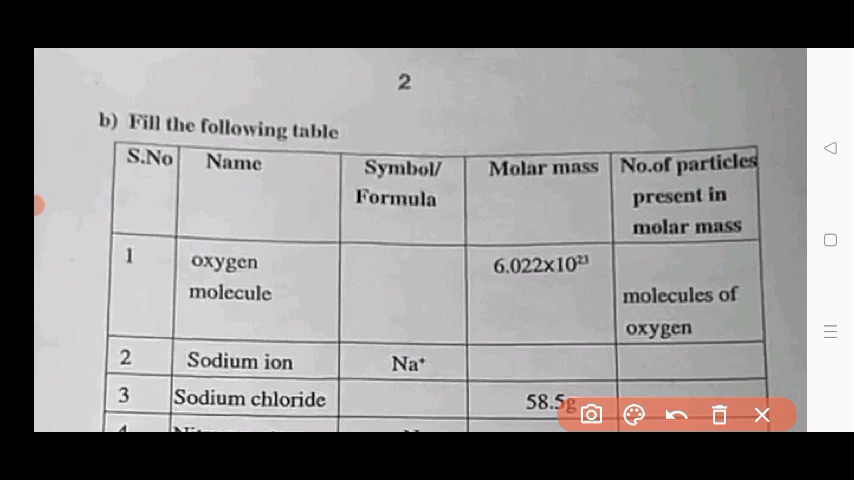 2
b) Fill the following table
S.No Name Symbol/ Formula Molar mass No.of particles present in molar mass
1 oxygen molecule 6.022x10²³ molecules of oxygen
2 Sodium ion Na⁺
3 Sodium chloride 58.5g